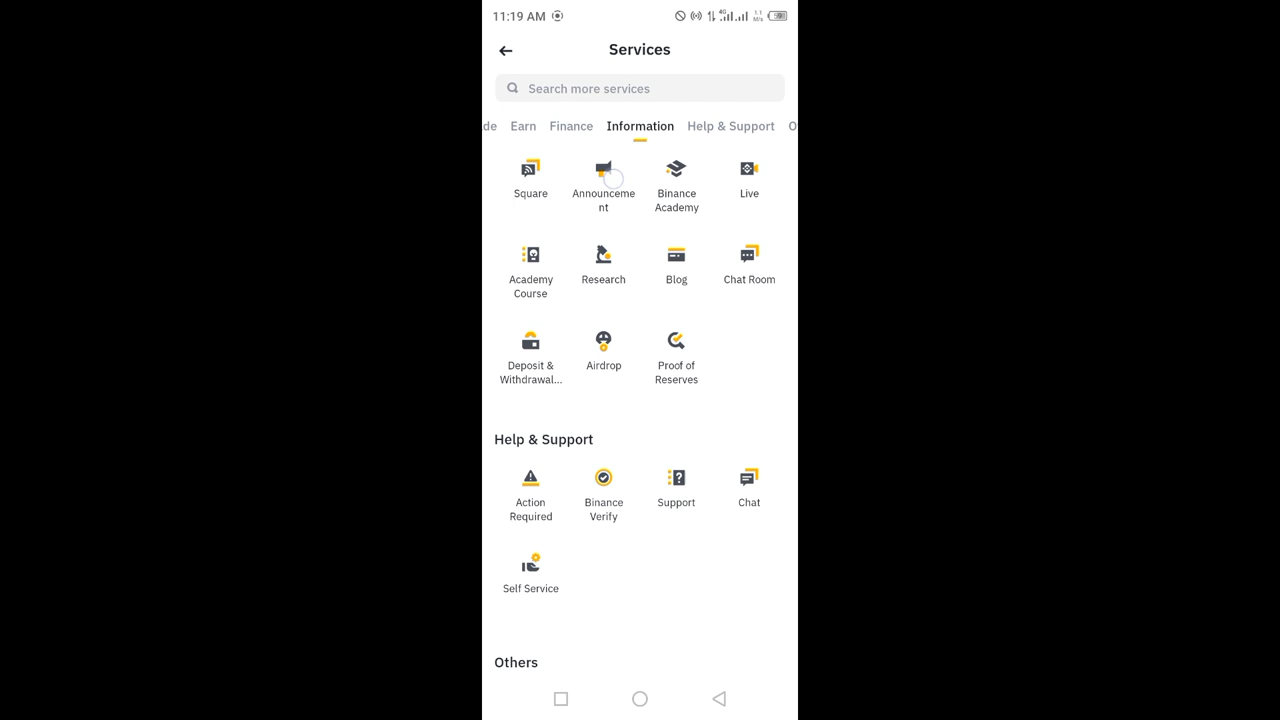 11:19 AM
4G
Services
Search more services
de Earn Finance Information Help & Support O
Square Announceme Binance Live
nt Academy
Academy Research Blog Chat Room
Course
Deposit & Airdrop Proof of
Withdrawal... Reserves
Help & Support
Action Binance Support Chat
Required Verify
Self Service
Others